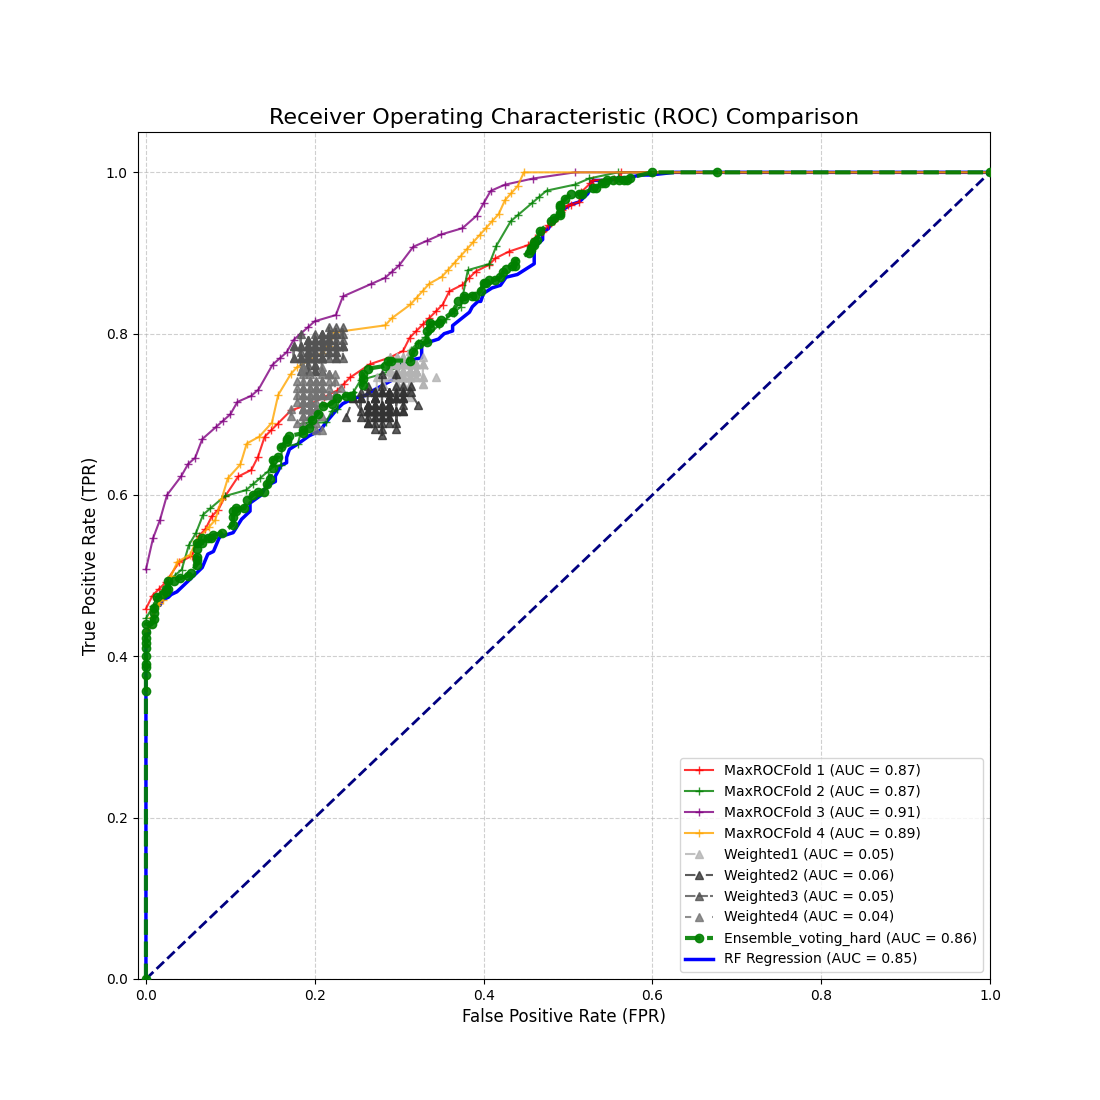 Receiver Operating Characteristic (ROC) Comparison
True Positive Rate (TPR)
1.0
0.8
0.6
0.4
0.2
0.0
0.0 0.2 0.4 0.6 0.8 1.0
False Positive Rate (FPR)
MaxROCFold 1 (AUC = 0.87)
MaxROCFold 2 (AUC = 0.87)
MaxROCFold 3 (AUC = 0.91)
MaxROCFold 4 (AUC = 0.89)
Weighted1 (AUC = 0.05)
Weighted2 (AUC = 0.06)
Weighted3 (AUC = 0.05)
Weighted4 (AUC = 0.04)
Ensemble_voting_hard (AUC = 0.86)
RF Regression (AUC = 0.85)